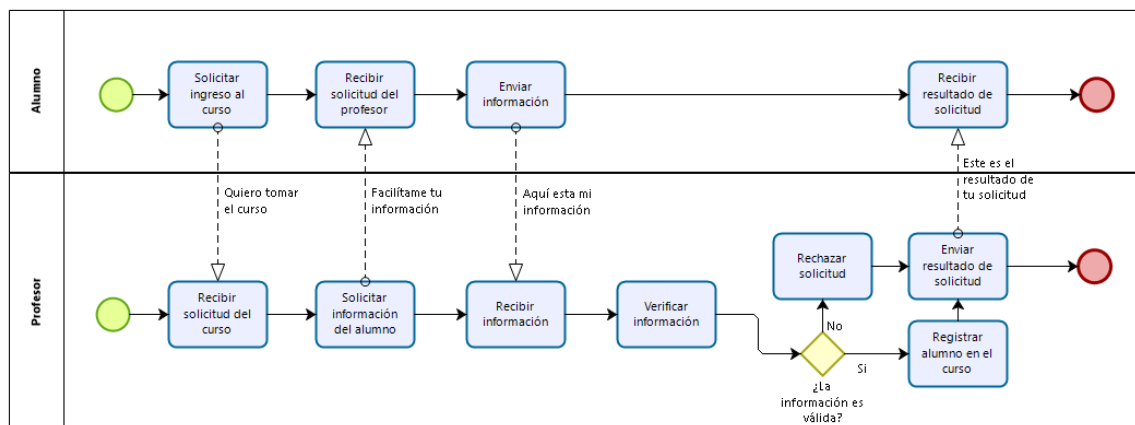 Alumno
Solicitar
ingreso al
curso
Recibir
solicitud del
profesor
Enviar
información
Recibir
resultado de
solicitud
Quiero tomar
el curso
Facilítame tu
información
Aquí esta mi
información
Este es el
resultado de
tu solicitud
Profesor
Recibir
solicitud del
curso
Solicitar
información
del alumno
Recibir
información
Verificar
información
Rechazar
solicitud
Enviar
resultado de
solicitud
No
Si
¿La
información es
válida?
Registrar
alumno en el
curso